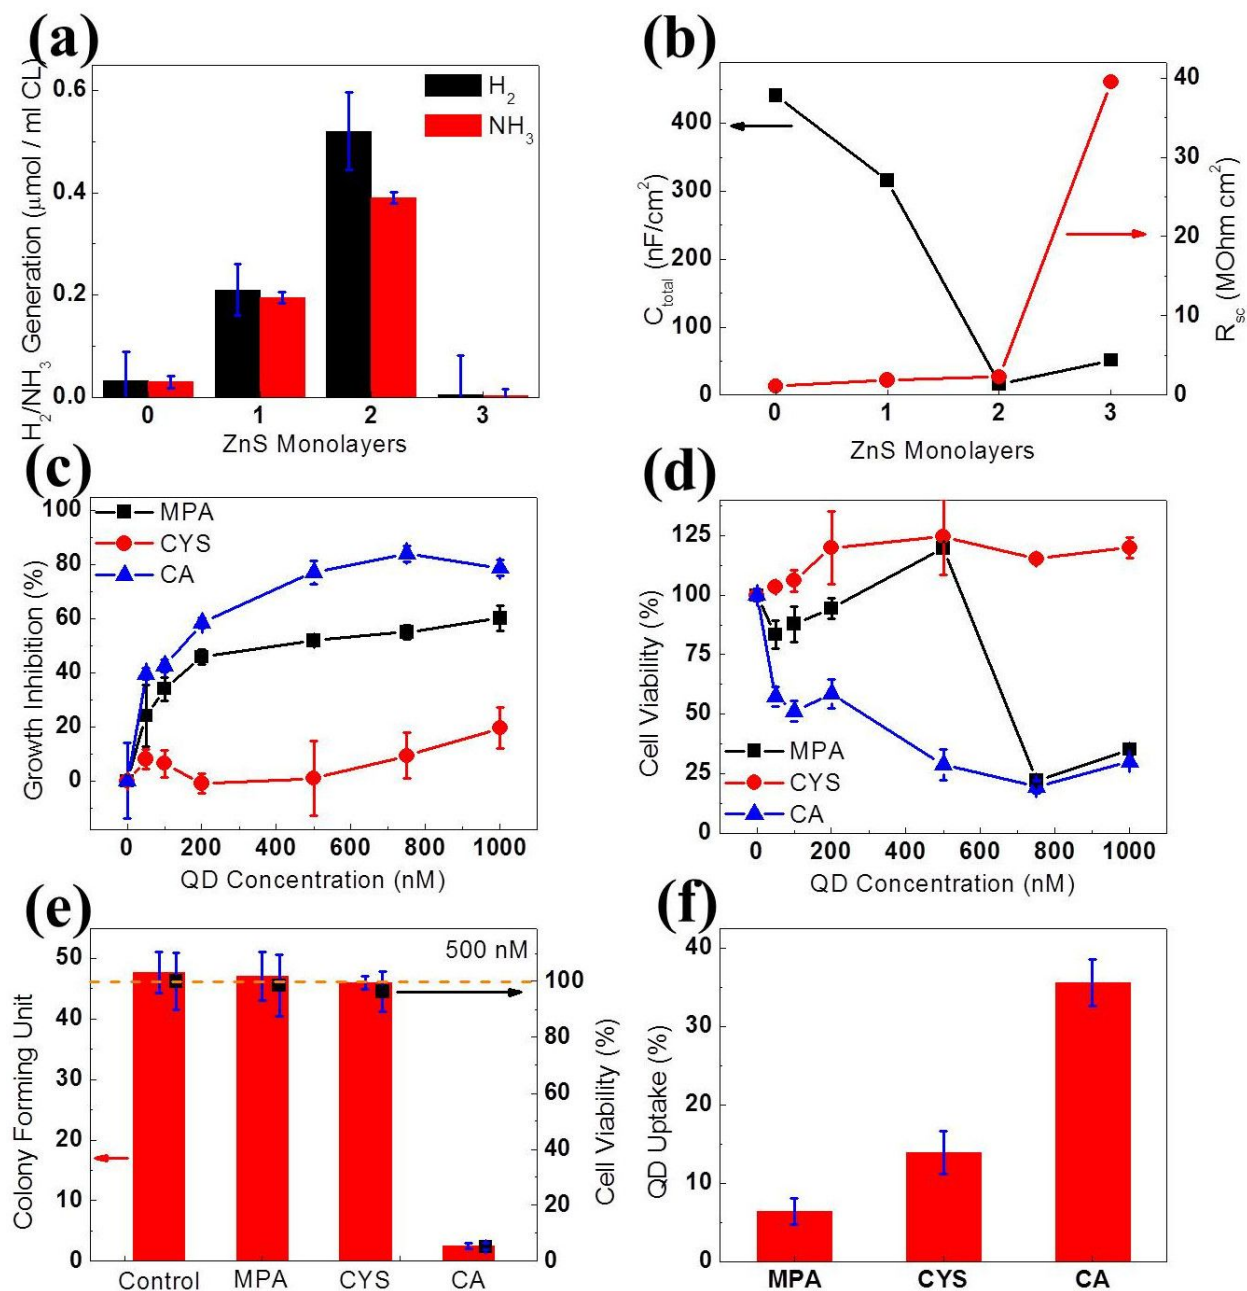 (a)
H₂/NH₃ Generation (μmol / ml CL)
0.6
0.4
0.2
0.0
H₂
NH₃
0 1 2 3
ZnS Monolayers
(b)
C_total (nF/cm²)
400
300
200
100
0
40
30
20
10
0
R_sc (MOhm cm²)
0 1 2 3
ZnS Monolayers
(c)
Growth Inhibition (%)
100
80
60
40
20
0
MPA
CYS
CA
0 200 400 600 800 1000
QD Concentration (nM)
(d)
Cell Viability (%)
125
100
75
50
25
0
MPA
CYS
CA
0 200 400 600 800 1000
QD Concentration (nM)
(e)
Colony Forming Unit
50
40
30
20
10
0
500 nM
100
80
60
40
20
0
Cell Viability (%)
Control MPA CYS CA
(f)
QD Uptake (%)
40
30
20
10
0
MPA CYS CA